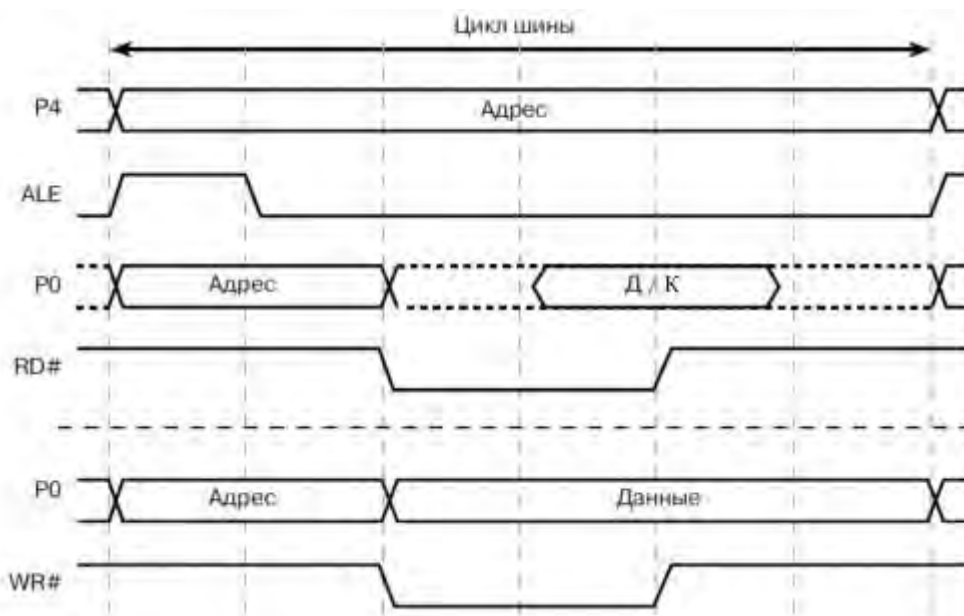 Цикл шины
P4
Адрес
ALE
P0
Адрес
Д / К
RD#
P0
Адрес
Данные
WR#